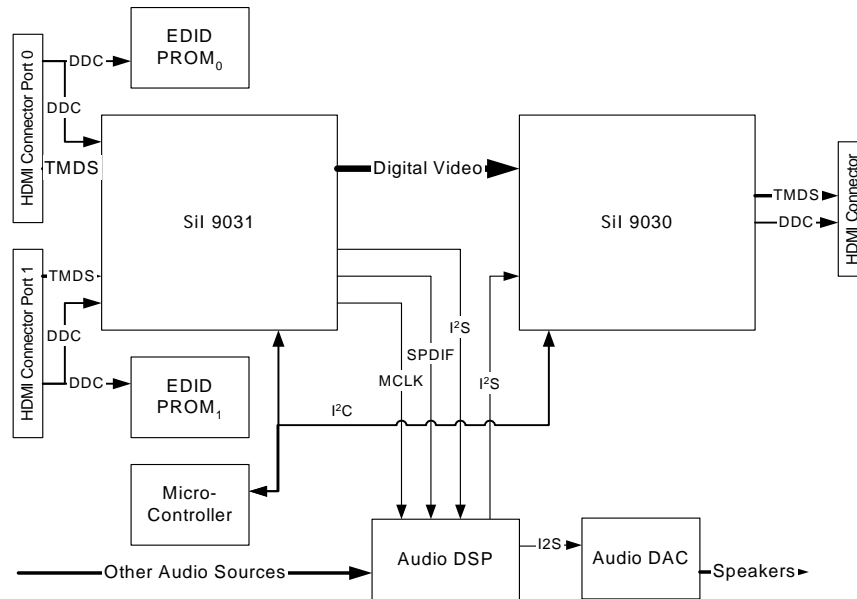 EDID
PROM0
DDC
HDMI Connector Port 0
DDC
TMDS
SiI 9031
Digital Video
SiI 9030
TMDS
DDC
HDMI Connector
HDMI Connector Port 1
TMDS
DDC
DDC
EDID
PROM1
I²S
SPDIF
MCLK
I²S
I²C
Micro-
Controller
Other Audio Sources
Audio DSP
I2S
Audio DAC
Speakers